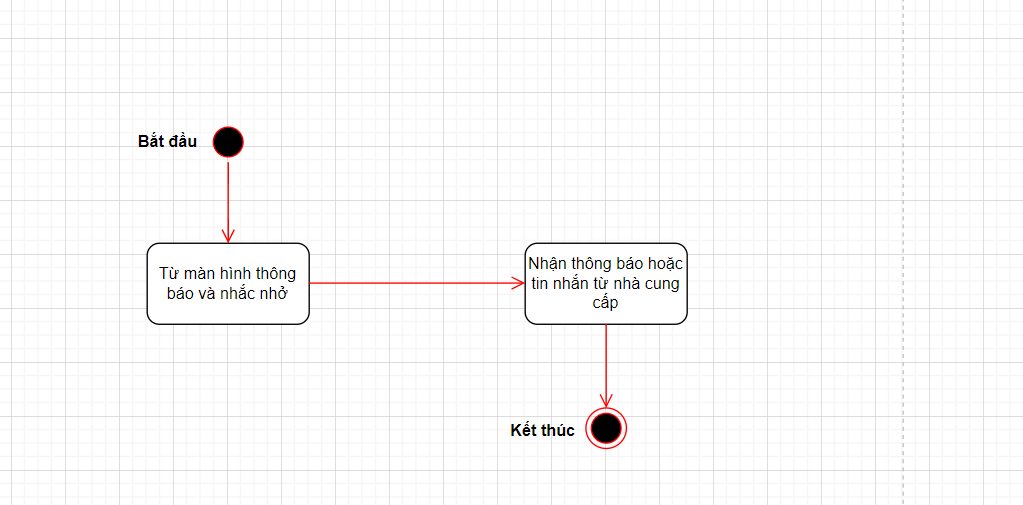 Bắt đầu
Từ màn hình thông
báo và nhắc nhở
Nhận thông báo hoặc
tin nhắn từ nhà cung
cấp
Kết thúc